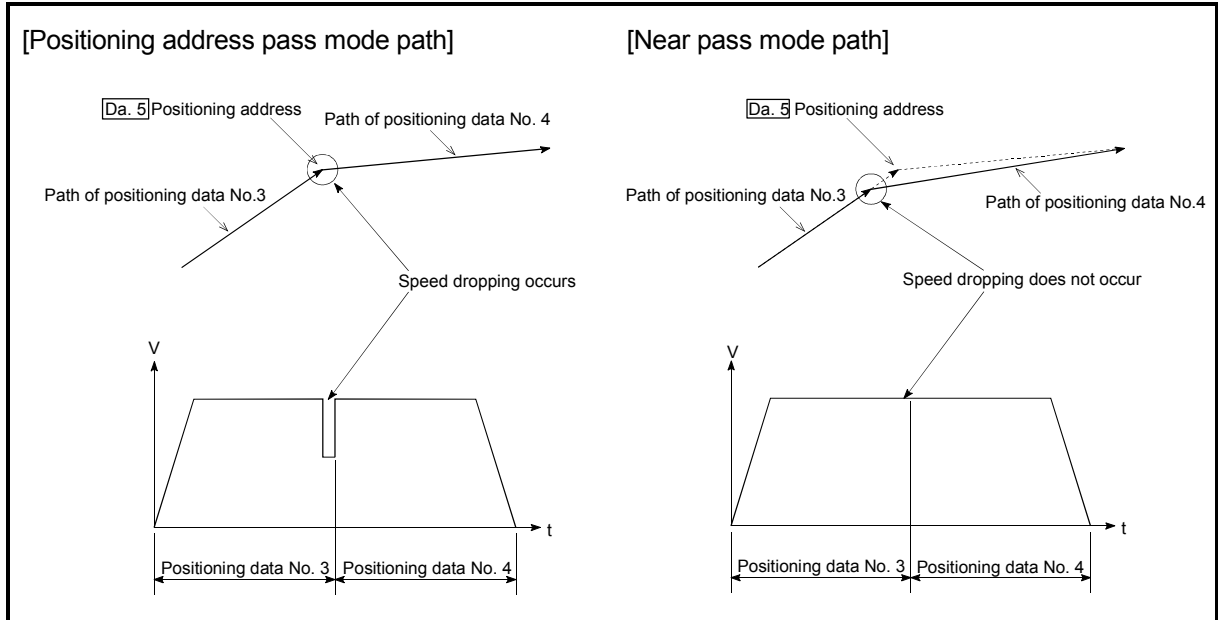 [Positioning address pass mode path]
Da. 5 Positioning address
Path of positioning data No. 4
Path of positioning data No.3
Speed dropping occurs
V
t
Positioning data No. 3
Positioning data No. 4
[Near pass mode path]
Da. 5 Positioning address
Path of positioning data No.3
Path of positioning data No.4
Speed dropping does not occur
V
t
Positioning data No. 3
Positioning data No. 4